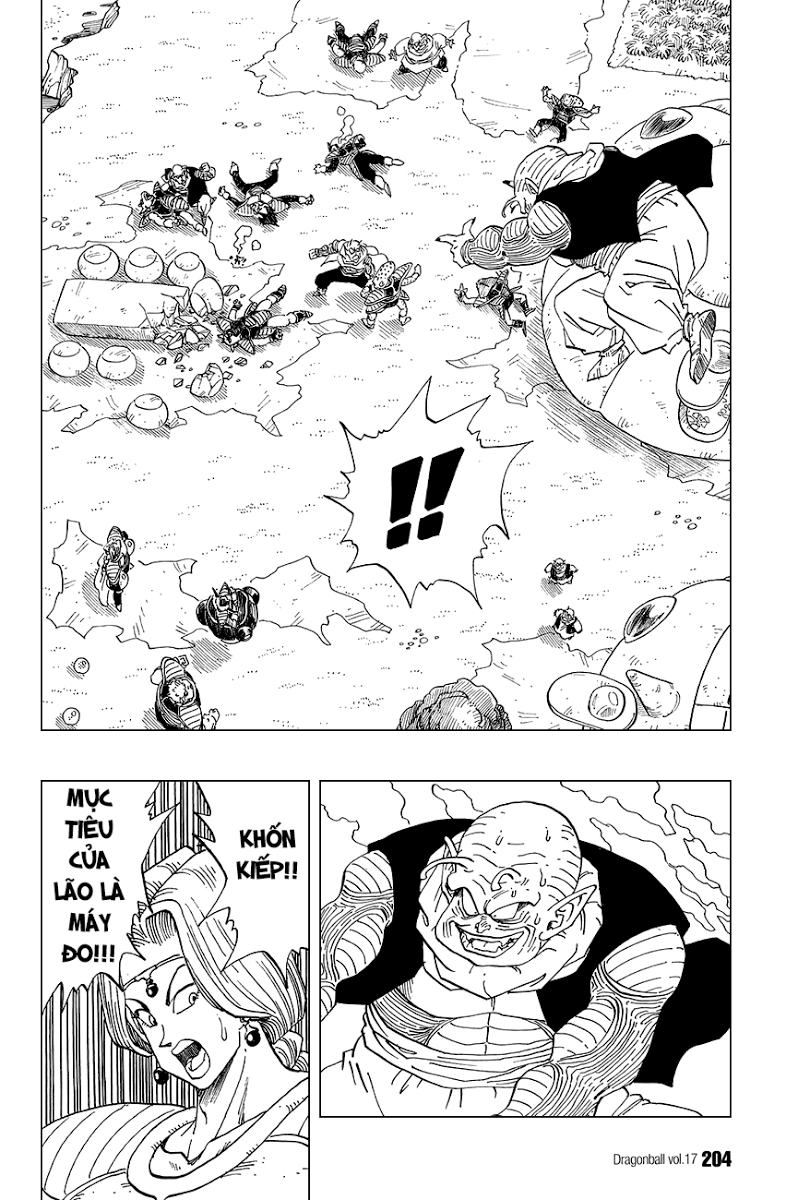 !!
KHỐN
KIẾP!!
MỤC
TIÊU
CỦA
LÃO LÀ
MÁY
ĐO!!!
Dragonball vol.17 204